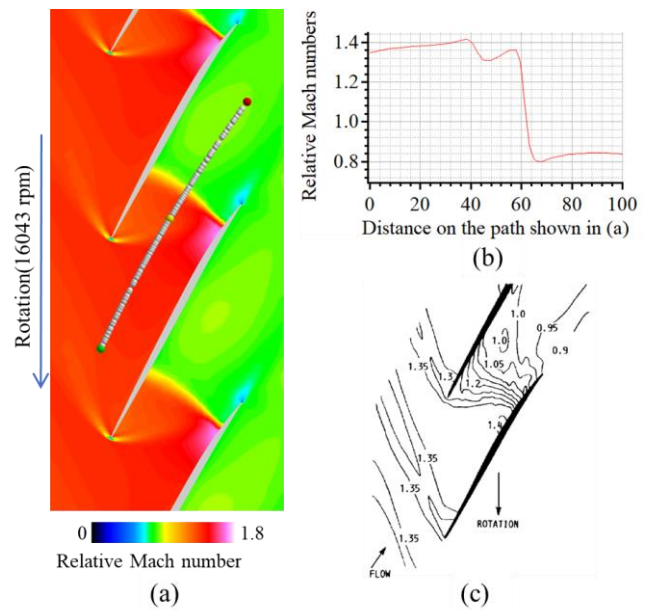 Rotation(16043 rpm)
0
1.8
Relative Mach number
(a)
Relative Mach numbers
1.4
1.2
1.0
0.8
0 20 40 60 80 100
Distance on the path shown in (a)
(b)
1.0
0.95
1.0
0.9
1.05
1.35
1.3
1.2
1.4
1.35
1.35
1.35
ROTATION
FLOW
(c)